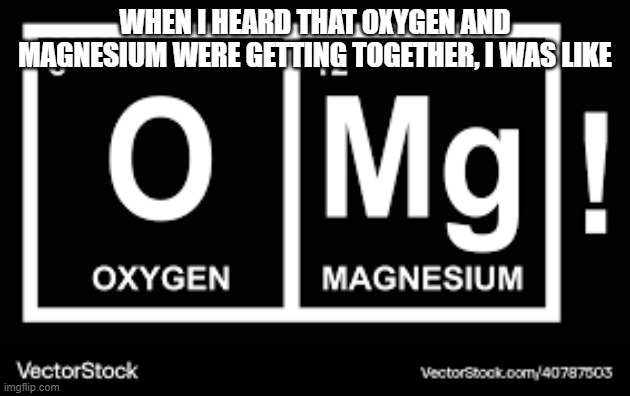 WHEN I HEARD THAT OXYGEN AND
MAGNESIUM WERE GETTING TOGETHER, I WAS LIKE
O Mg !
OXYGEN MAGNESIUM
VectorStock VectorStock.com/40787503
imgflip.com